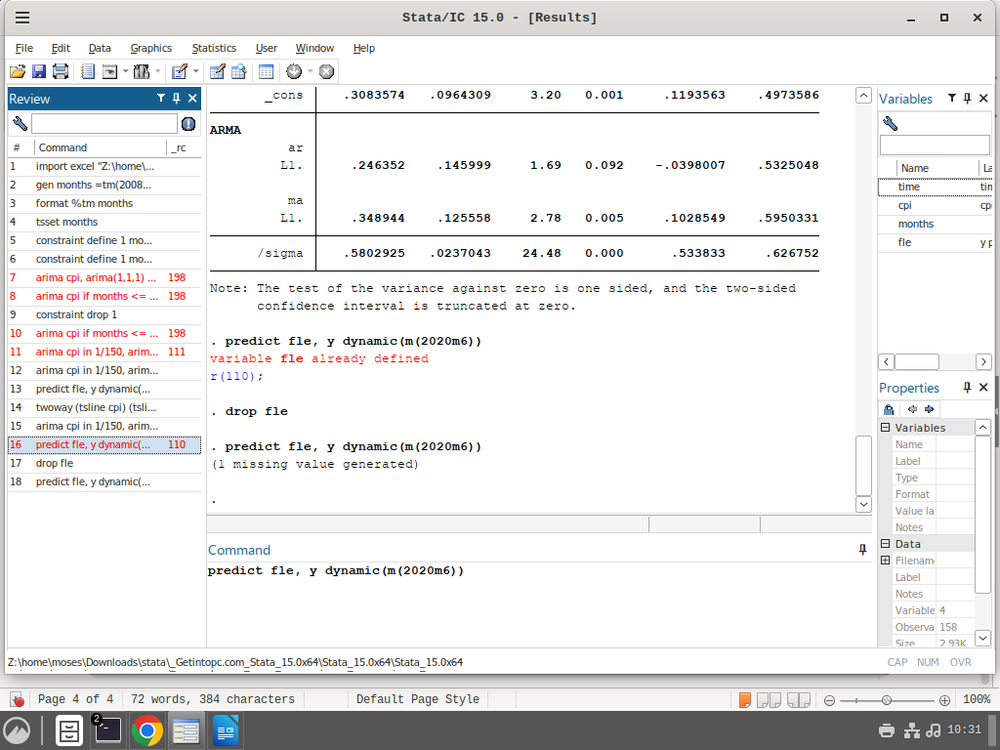 Stata/IC 15.0 - [Results]
File Edit Data Graphics Statistics User Window Help
Review
# Command _rc
1 import excel "Z:\home\...
2 gen months =tm(2008...
3 format %tm months
4 tsset months
5 constraint define 1 mo...
6 constraint define 1 mo...
7 arima cpi, arima(1,1,1) ... 198
8 arima cpi if months <= ... 198
9 constraint drop 1
10 arima cpi if months <= ... 198
11 arima cpi in 1/150, arim... 111
12 arima cpi in 1/150, arim...
13 predict fle, y dynamic(...
14 twoway (tsline cpi) (tsli...
15 arima cpi in 1/150, arim...
16 predict fle, y dynamic(... 110
17 drop fle
18 predict fle, y dynamic(...
_cons .3083574 .0964309 3.20 0.001 .1193563 .4973586
ARMA
ar
L1. .246352 .145999 1.69 0.092 -.0398007 .5325048
ma
L1. .348944 .125558 2.78 0.005 .1028549 .5950331
/sigma .5802925 .0237043 24.48 0.000 .533833 .626752
Note: The test of the variance against zero is one sided, and the two-sided
confidence interval is truncated at zero.
. predict fle, y dynamic(m(2020m6))
variable fle already defined
r(110);
. drop fle
. predict fle, y dynamic(m(2020m6))
(1 missing value generated)
.
Command
predict fle, y dynamic(m(2020m6))
Variables
Name La
time tin
cpi cpi
months
fle y p
Properties
Variables
Name
Label
Type
Format
Value la
Notes
Data
Filenam
Label
Notes
Variable 4
Observa 158
Size 2.93K
Z:\home\moses\Downloads\stata\_Getintopc.com_Stata_15.0x64\Stata_15.0x64\Stata_15.0x64
CAP NUM OVR
Page 4 of 4 72 words, 384 characters Default Page Style 100%
2
10:31